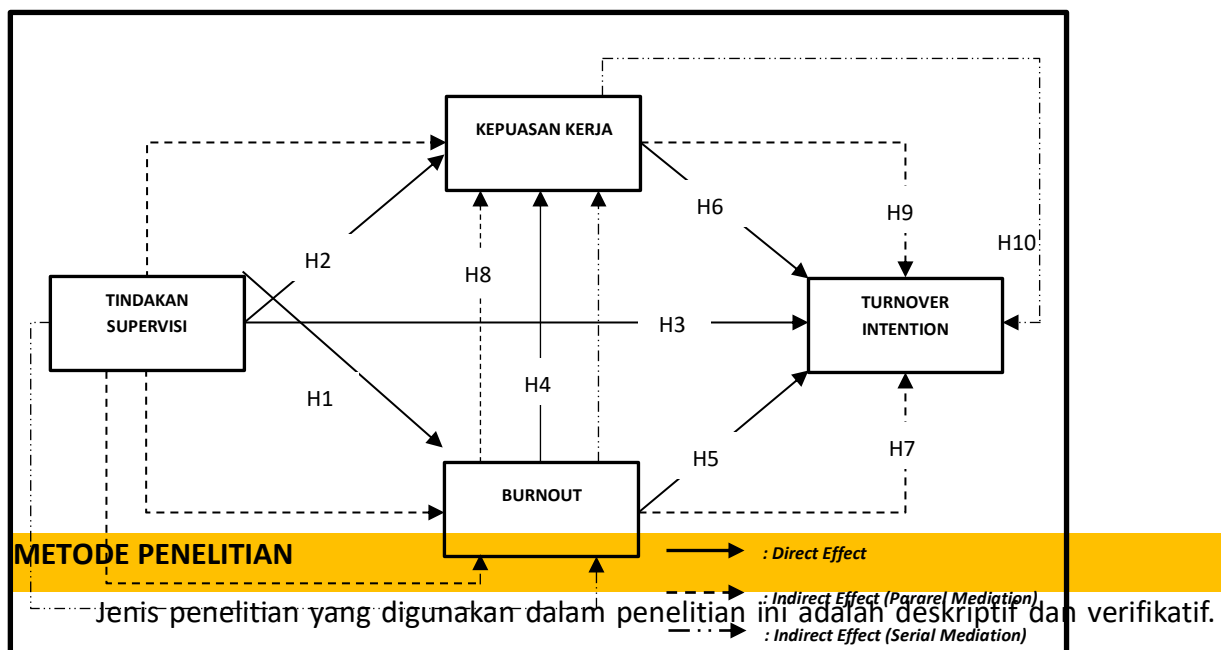 KEPUASAN KERJA
H6
H9
H10
H2
H8
TINDAKAN
SUPERVISI
TURNOVER
INTENTION
H3
H4
H1
H5
H7
BURNOUT
METODE PENELITIAN
: Direct Effect
: Indirect Effect (Pararel Mediation)
Jenis penelitian yang digunakan dalam penelitian ini adalah deskriptif dan verifikatif.
: Indirect Effect (Serial Mediation)